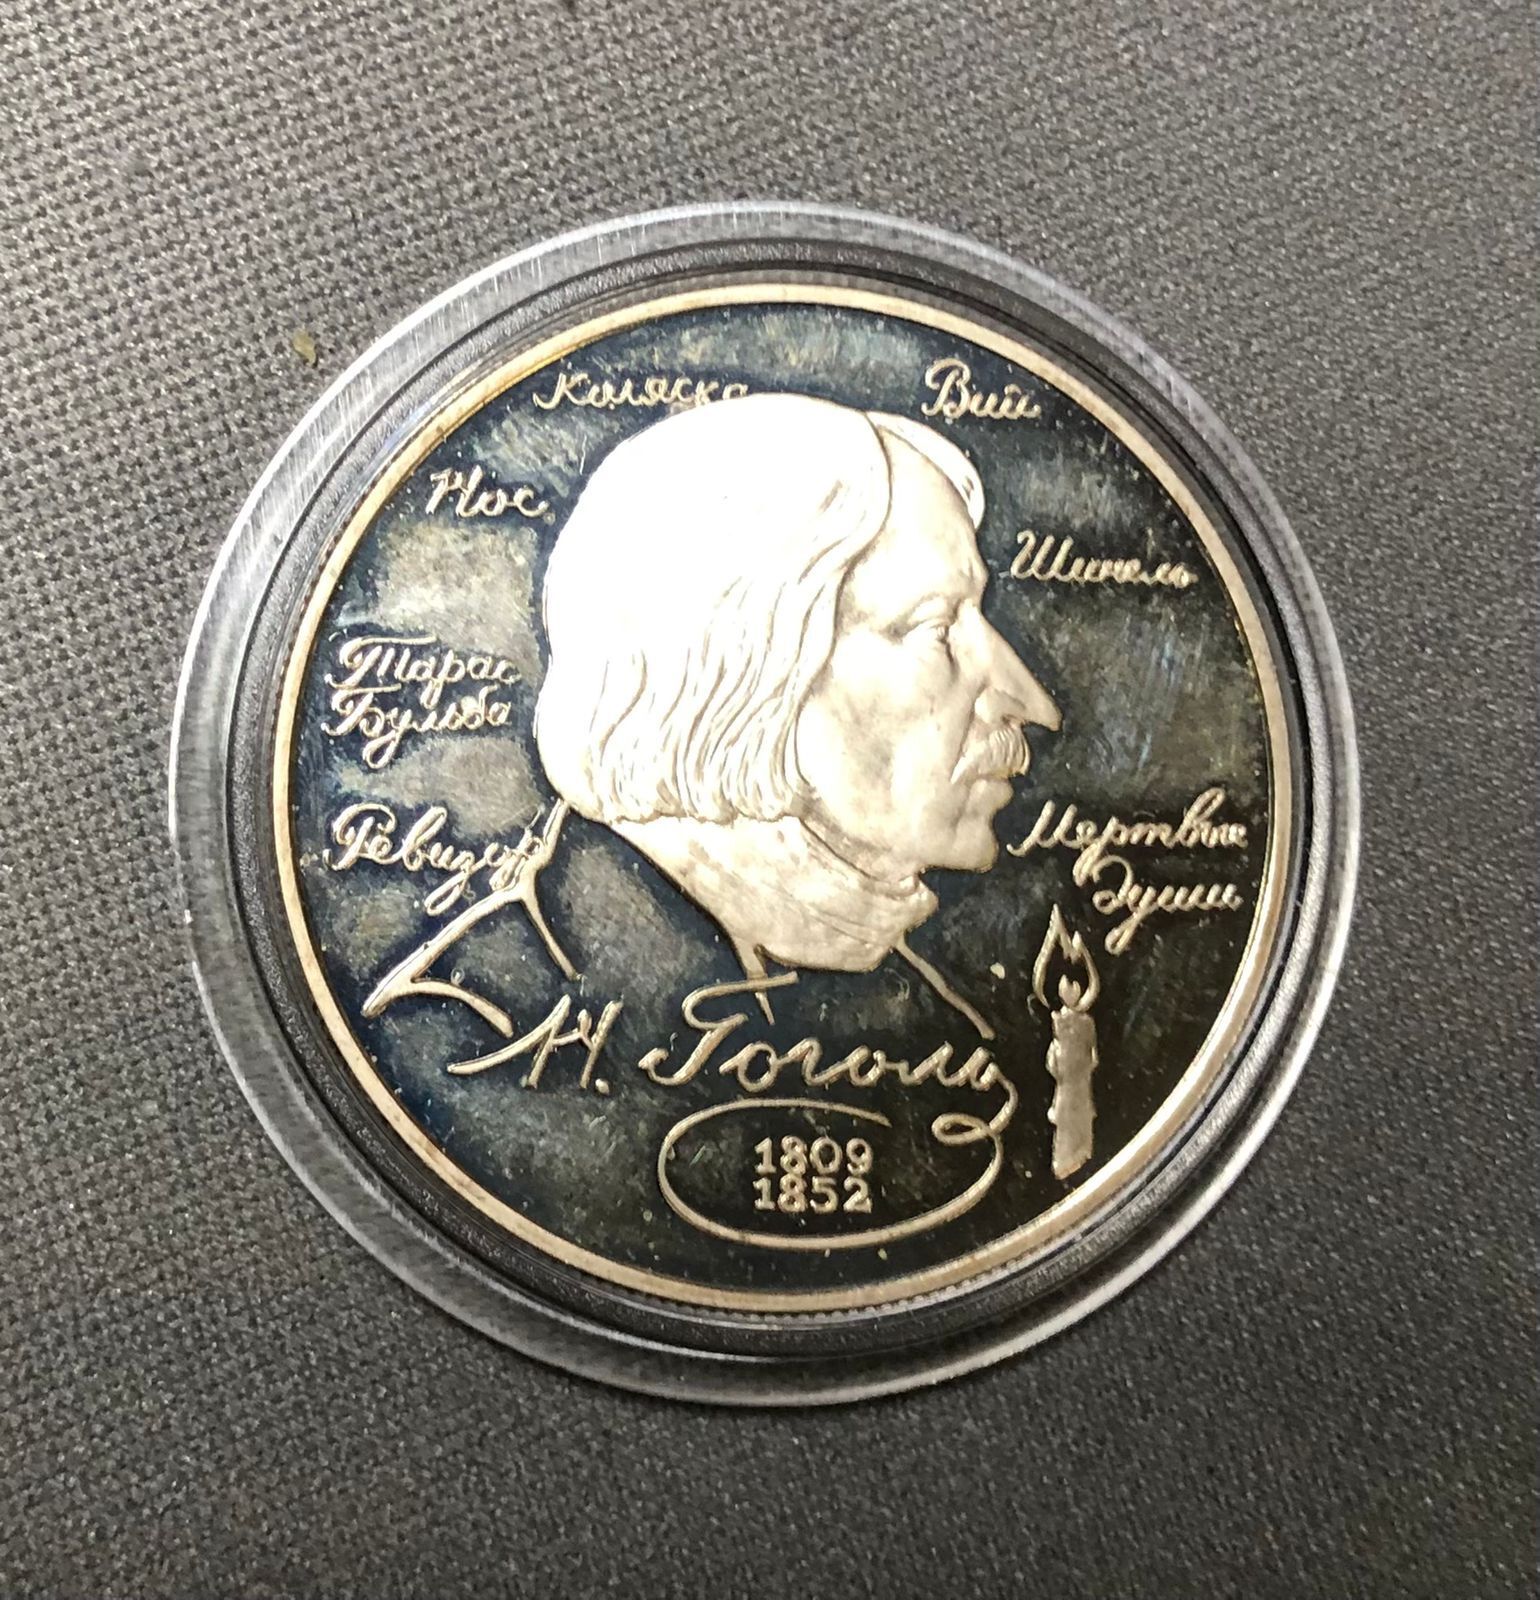 Коляска
Вий
Нос
Шинель
Тарас
Бульба
Ревизор
Мертвые
души
Н. Гоголь
1809
1852